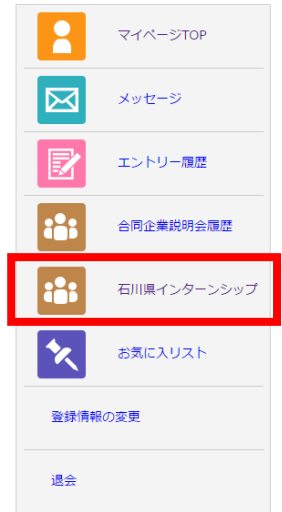 マイページTOP
メッセージ
エントリー履歴
合同企業説明会履歴
石川県インターンシップ
お気に入リスト
登録情報の変更
退会